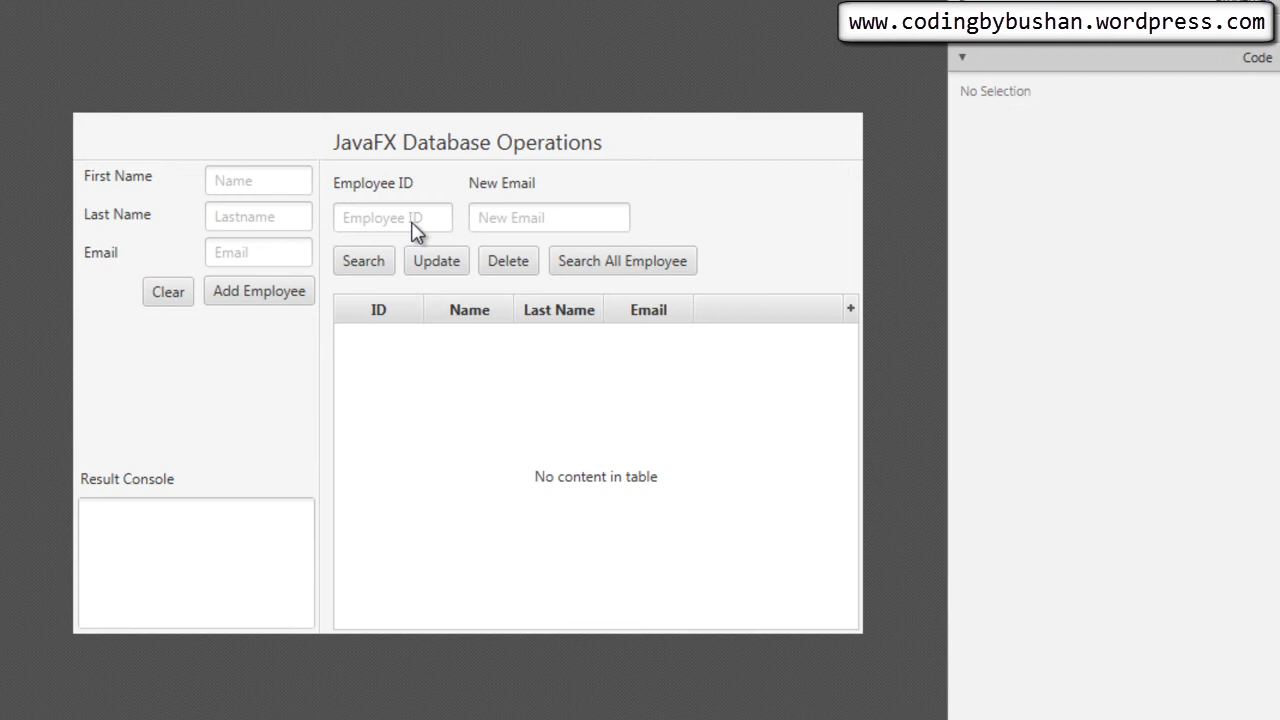 www.codingbybushan.wordpress.com
Code
No Selection
JavaFX Database Operations
First Name
Name
Last Name
Lastname
Email
Email
Clear
Add Employee
Employee ID
New Email
Employee ID
New Email
Search
Update
Delete
Search All Employee
ID
Name
Last Name
Email
+
No content in table
Result Console